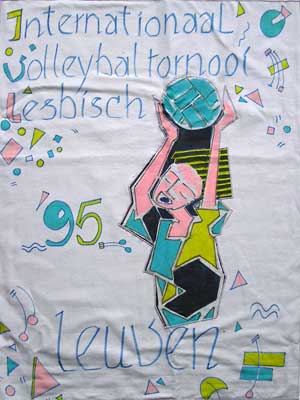 Internationaal
Volleybaltornooi
Lesbisch
'95
Leuven